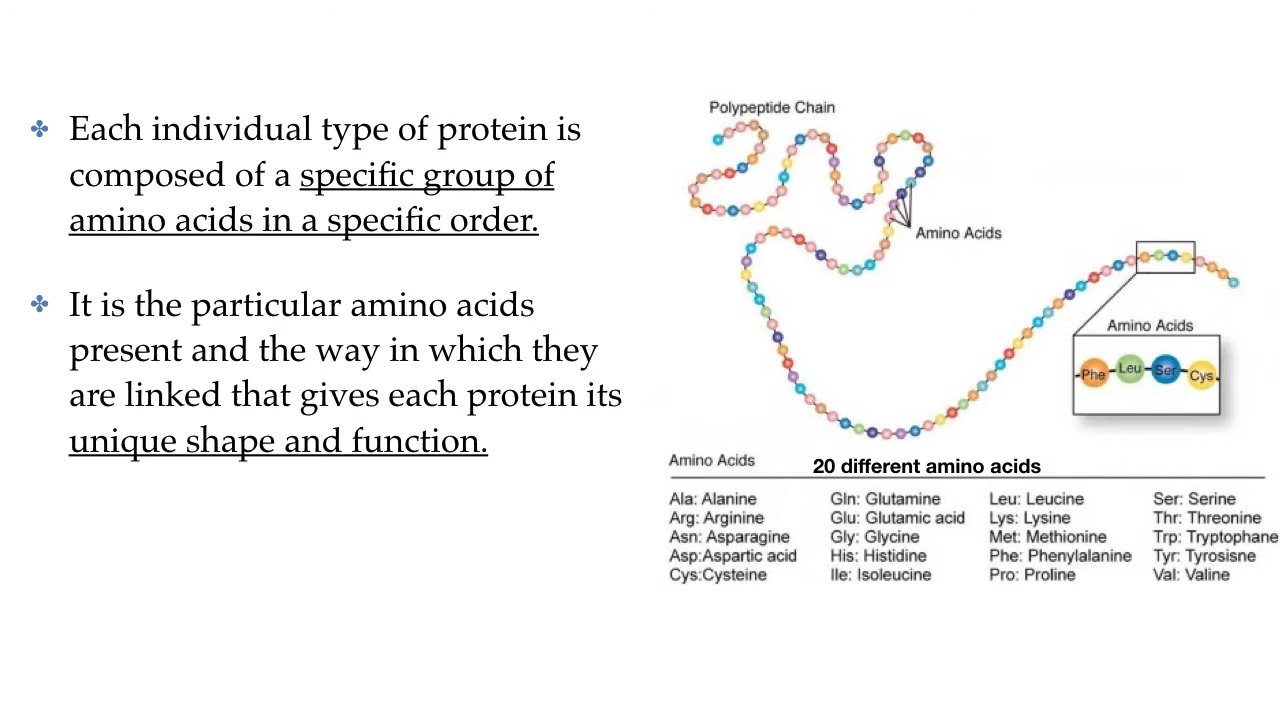 Each individual type of protein is
composed of a specific group of
amino acids in a specific order.
It is the particular amino acids
present and the way in which they
are linked that gives each protein its
unique shape and function.
Polypeptide Chain
Amino Acids
Amino Acids
Phe Leu Ser Cys
Amino Acids 20 different amino acids
Ala: Alanine Gln: Glutamine Leu: Leucine Ser: Serine
Arg: Arginine Glu: Glutamic acid Lys: Lysine Thr: Threonine
Asn: Asparagine Gly: Glycine Met: Methionine Trp: Tryptophane
Asp:Aspartic acid His: Histidine Phe: Phenylalanine Tyr: Tyrosisne
Cys:Cysteine Ile: Isoleucine Pro: Proline Val: Valine